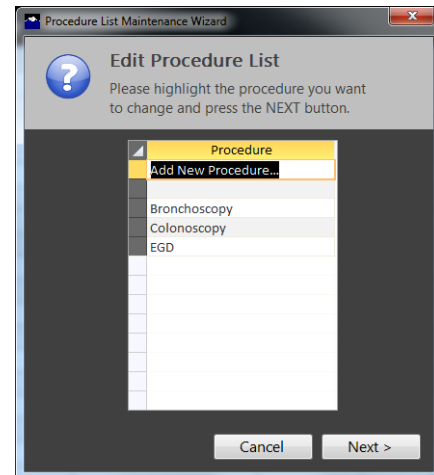 Procedure List Maintenance Wizard
x
?
Edit Procedure List
Please highlight the procedure you want
to change and press the NEXT button.
Procedure
Add New Procedure...
Bronchoscopy
Colonoscopy
EGD
Cancel
Next >